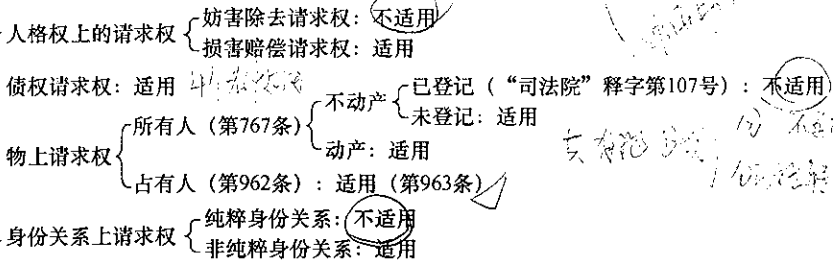 人格权上的请求权
妨害除去请求权：不适用
损害赔偿请求权：适用
债权请求权：适用
物上请求权
所有人（第767条）
不动产
已登记（“司法院”释字第107号）：不适用
未登记：适用
动产：适用
占有人（第962条）：适用（第963条）
身份关系上请求权
纯粹身份关系：不适用
非纯粹身份关系：适用